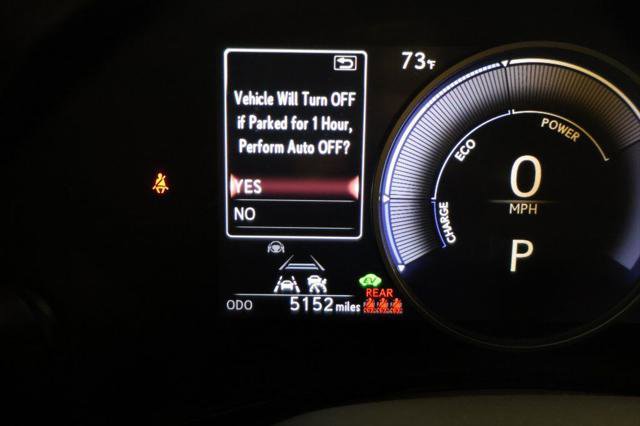 73°F
Vehicle Will Turn OFF
if Parked for 1 Hour,
Perform Auto OFF?
YES
NO
POWER
ECO
CHARGE
0
MPH
P
EV
REAR
ODO 5152 miles